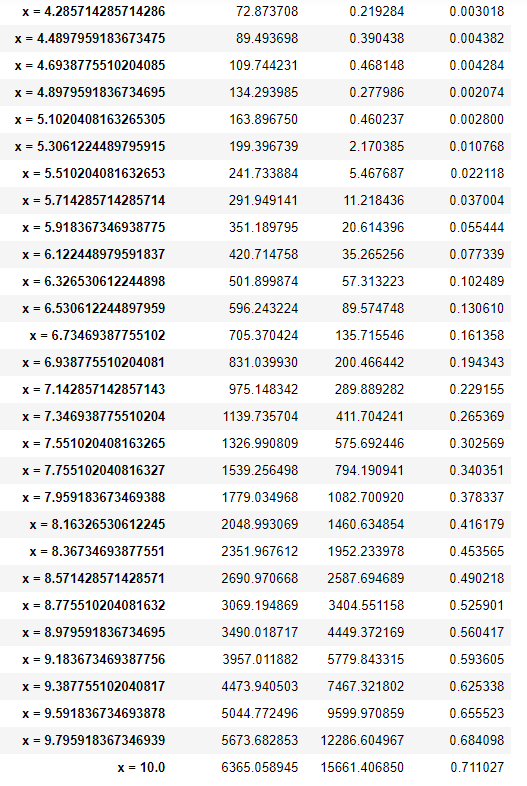 x = 4.285714285714286 72.873708 0.219284 0.003018
x = 4.4897959183673475 89.493698 0.390438 0.004382
x = 4.6938775510204085 109.744231 0.468148 0.004284
x = 4.8979591836734695 134.293985 0.277986 0.002074
x = 5.1020408163265305 163.896750 0.460237 0.002800
x = 5.3061224489795915 199.396739 2.170385 0.010768
x = 5.510204081632653 241.733884 5.467687 0.022118
x = 5.714285714285714 291.949141 11.218436 0.037004
x = 5.918367346938775 351.189795 20.614396 0.055444
x = 6.122448979591837 420.714758 35.265256 0.077339
x = 6.326530612244898 501.899874 57.313223 0.102489
x = 6.530612244897959 596.243224 89.574748 0.130610
x = 6.73469387755102 705.370424 135.715546 0.161358
x = 6.938775510204081 831.039930 200.466442 0.194343
x = 7.142857142857143 975.148342 289.889282 0.229155
x = 7.346938775510204 1139.735704 411.704241 0.265369
x = 7.551020408163265 1326.990809 575.692446 0.302569
x = 7.755102040816327 1539.256498 794.190941 0.340351
x = 7.959183673469388 1779.034968 1082.700920 0.378337
x = 8.16326530612245 2048.993069 1460.634854 0.416179
x = 8.36734693877551 2351.967612 1952.233978 0.453565
x = 8.571428571428571 2690.970668 2587.694689 0.490218
x = 8.775510204081632 3069.194869 3404.551158 0.525901
x = 8.979591836734695 3490.018717 4449.372169 0.560417
x = 9.183673469387756 3957.011882 5779.843315 0.593605
x = 9.387755102040817 4473.940503 7467.321802 0.625338
x = 9.591836734693878 5044.772496 9599.970859 0.655523
x = 9.795918367346939 5673.682853 12286.604967 0.684098
x = 10.0 6365.058945 15661.406850 0.711027